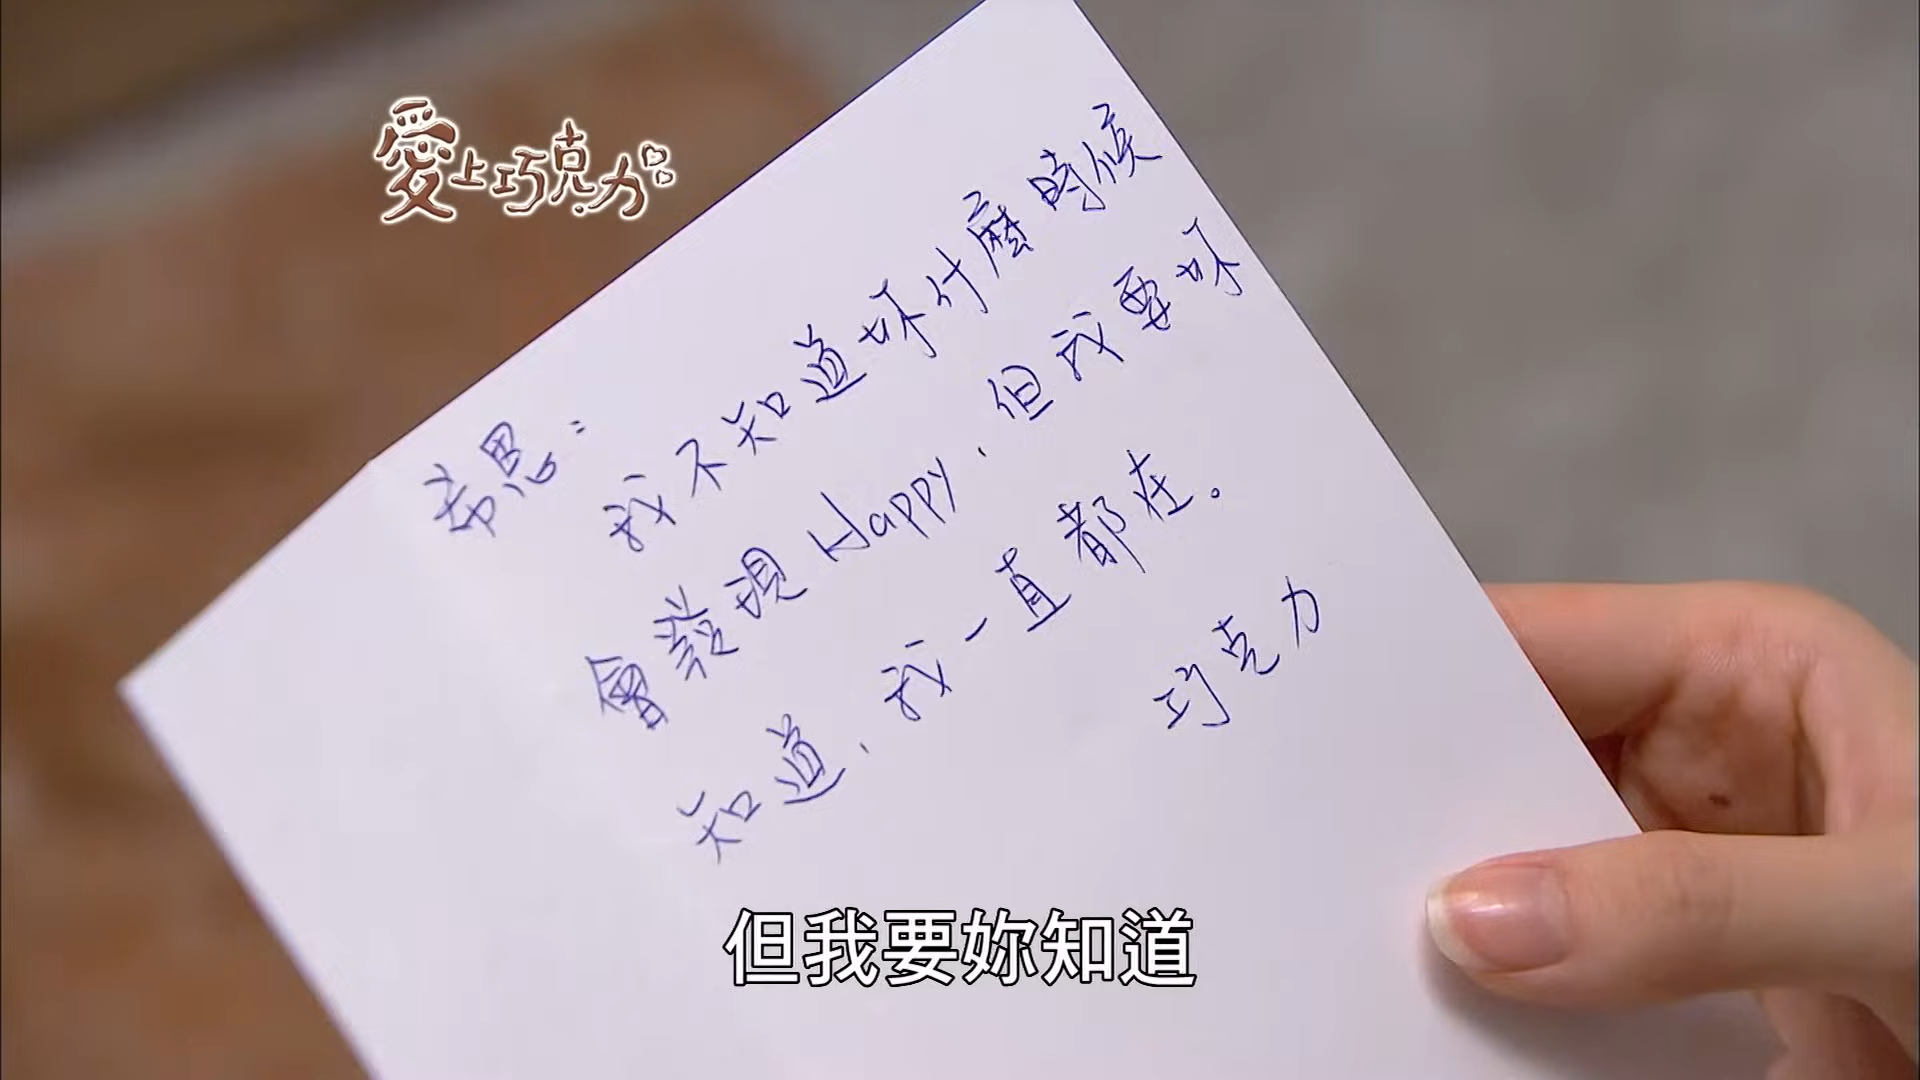 愛上巧克力
希恩：
我不知道妳什麼時候
會發現Happy，但我要妳
知道，我一直都在。
巧克力
但我要妳知道